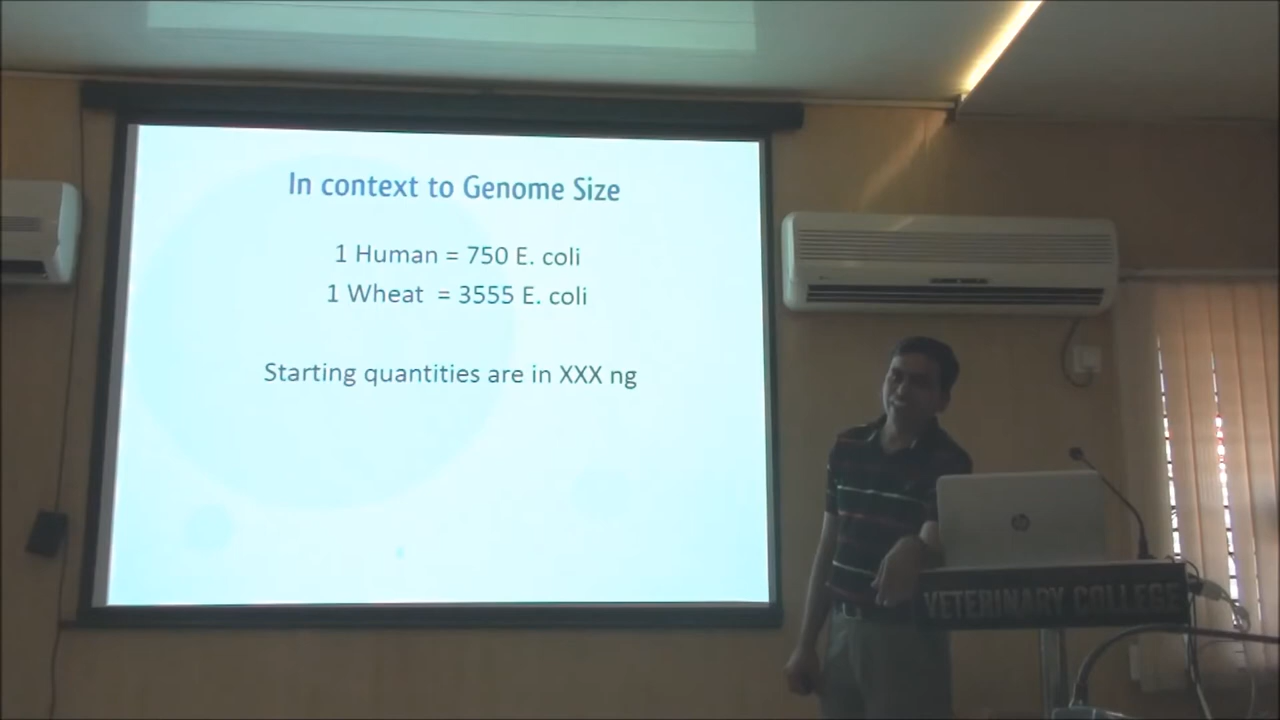 In context to Genome Size
1 Human = 750 E. coli
1 Wheat = 3555 E. coli
Starting quantities are in XXX ng
hp
VETERINARY COLLEGE